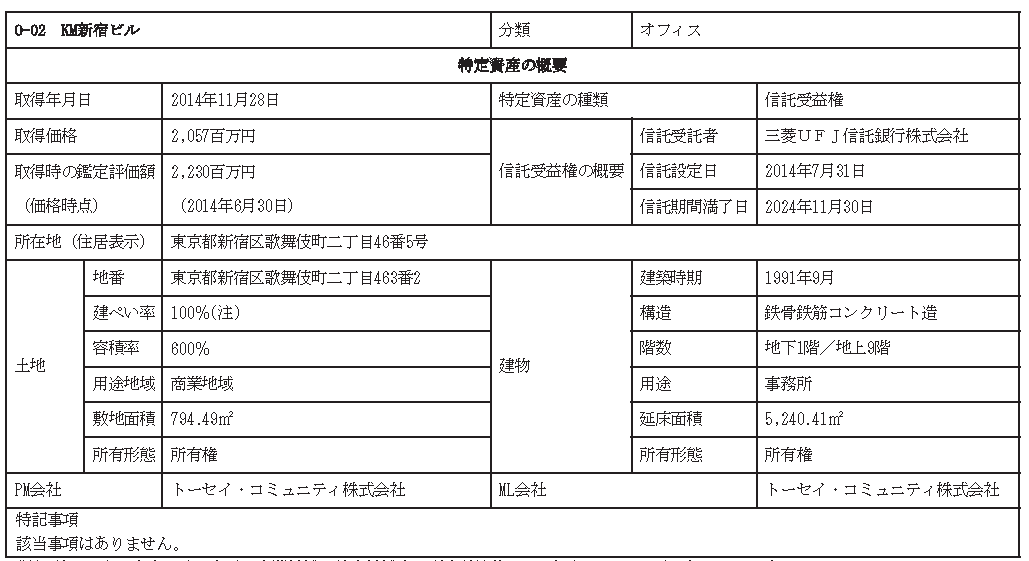 O-02 KM新宿ビル 分類 オフィス
特定資産の概要
取得年月日 2014年11月28日 特定資産の種類 信託受益権
取得価格 2,057百万円 信託受益権の概要 信託受託者 三菱ＵＦＪ信託銀行株式会社
取得時の鑑定評価額 2,230百万円 信託設定日 2014年7月31日
（価格時点） （2014年6月30日） 信託期間満了日 2024年11月30日
所在地（住居表示） 東京都新宿区歌舞伎町二丁目46番5号
土地 地番 東京都新宿区歌舞伎町二丁目463番2 建物 建築時期 1991年9月
建ぺい率 100%(注) 構造 鉄骨鉄筋コンクリート造
容積率 600% 階数 地下1階／地上9階
用途地域 商業地域 用途 事務所
敷地面積 794.49㎡ 延床面積 5,240.41㎡
所有形態 所有権 所有形態 所有権
PM会社 トーセイ・コミュニティ株式会社 ML会社 トーセイ・コミュニティ株式会社
特記事項
該当事項はありません。